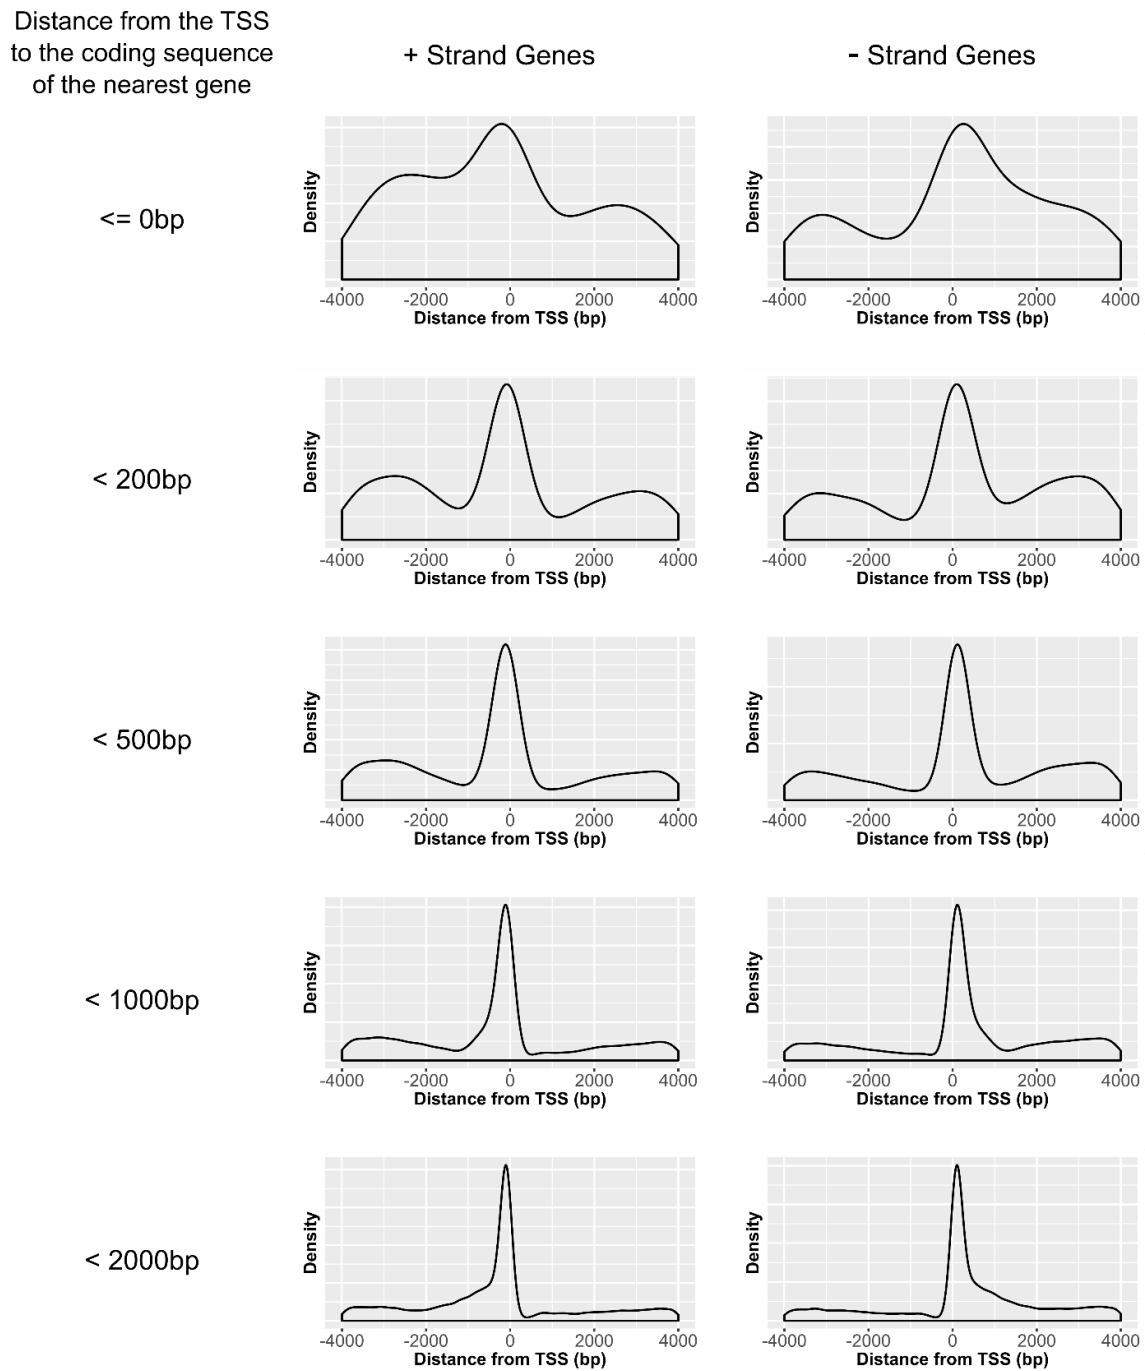 Distance from the TSS
to the coding sequence
of the nearest gene
+ Strand Genes
- Strand Genes
<= 0bp
Density
-4000 -2000 0 2000 4000
Distance from TSS (bp)
Density
-4000 -2000 0 2000 4000
Distance from TSS (bp)
< 200bp
Density
-4000 -2000 0 2000 4000
Distance from TSS (bp)
Density
-4000 -2000 0 2000 4000
Distance from TSS (bp)
< 500bp
Density
-4000 -2000 0 2000 4000
Distance from TSS (bp)
Density
-4000 -2000 0 2000 4000
Distance from TSS (bp)
< 1000bp
Density
-4000 -2000 0 2000 4000
Distance from TSS (bp)
Density
-4000 -2000 0 2000 4000
Distance from TSS (bp)
< 2000bp
Density
-4000 -2000 0 2000 4000
Distance from TSS (bp)
Density
-4000 -2000 0 2000 4000
Distance from TSS (bp)